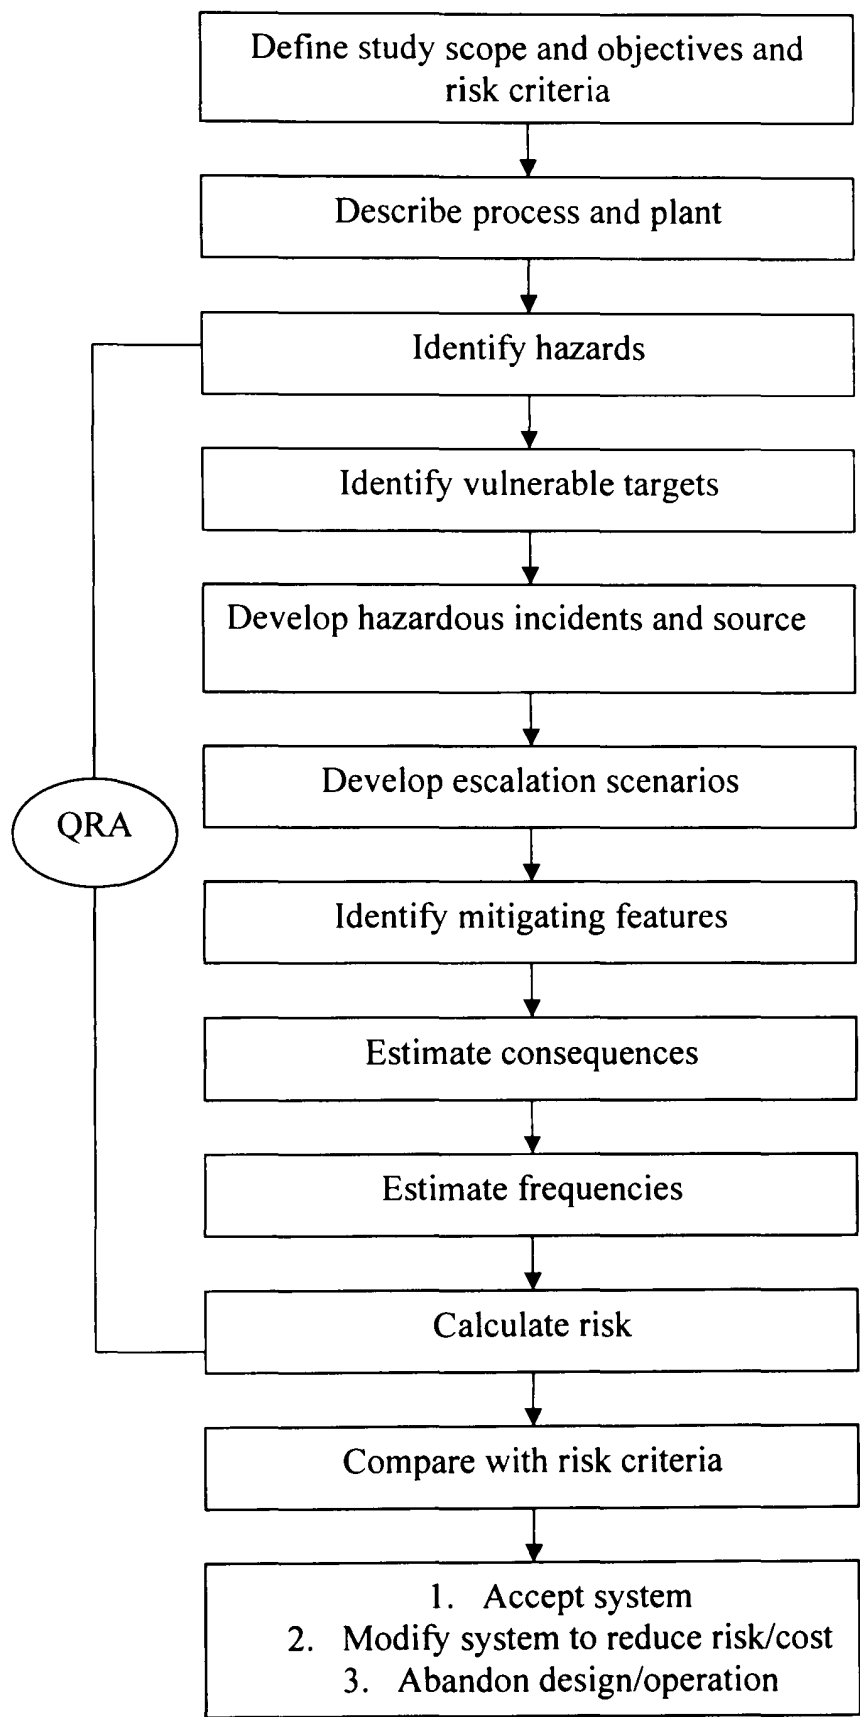 Define study scope and objectives and
risk criteria
Describe process and plant
Identify hazards
Identify vulnerable targets
Develop hazardous incidents and source
Develop escalation scenarios
QRA
Identify mitigating features
Estimate consequences
Estimate frequencies
Calculate risk
Compare with risk criteria
1. Accept system
2. Modify system to reduce risk/cost
3. Abandon design/operation